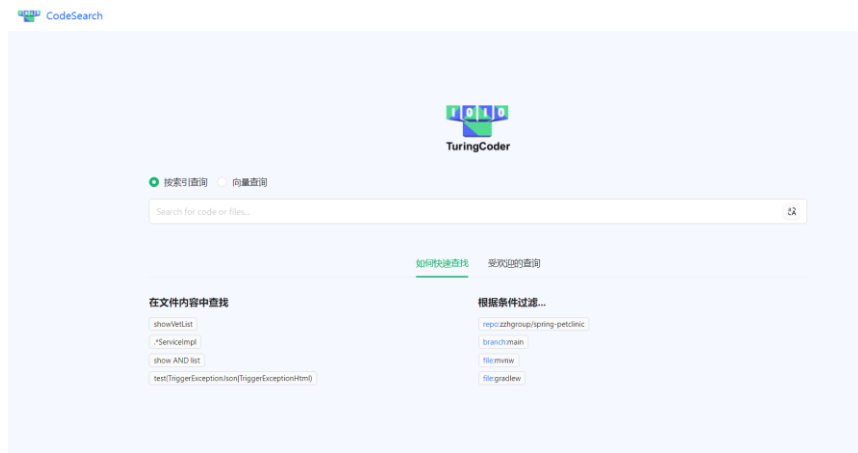 CodeSearch
1010
TuringCoder
按索引查询 向量查询
Search for code or files...
如何快速查找 受欢迎的查询
在文件内容中查找
showVetList
.*ServiceImpl
show AND list
test(TriggerExceptionJson|TriggerExceptionHtml)
根据条件过滤...
repo:zzhgroup/spring-petclinic
branch:main
file:mvnw
file:gradlew